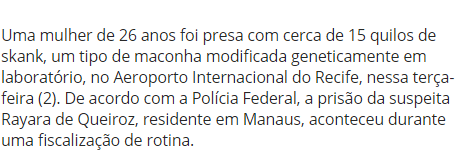 Uma mulher de 26 anos foi presa com cerca de 15 quilos de
skank, um tipo de maconha modificada geneticamente em
laboratório, no Aeroporto Internacional do Recife, nessa terça-
feira (2). De acordo com a Polícia Federal, a prisão da suspeita
Rayara de Queiroz, residente em Manaus, aconteceu durante
uma fiscalização de rotina.